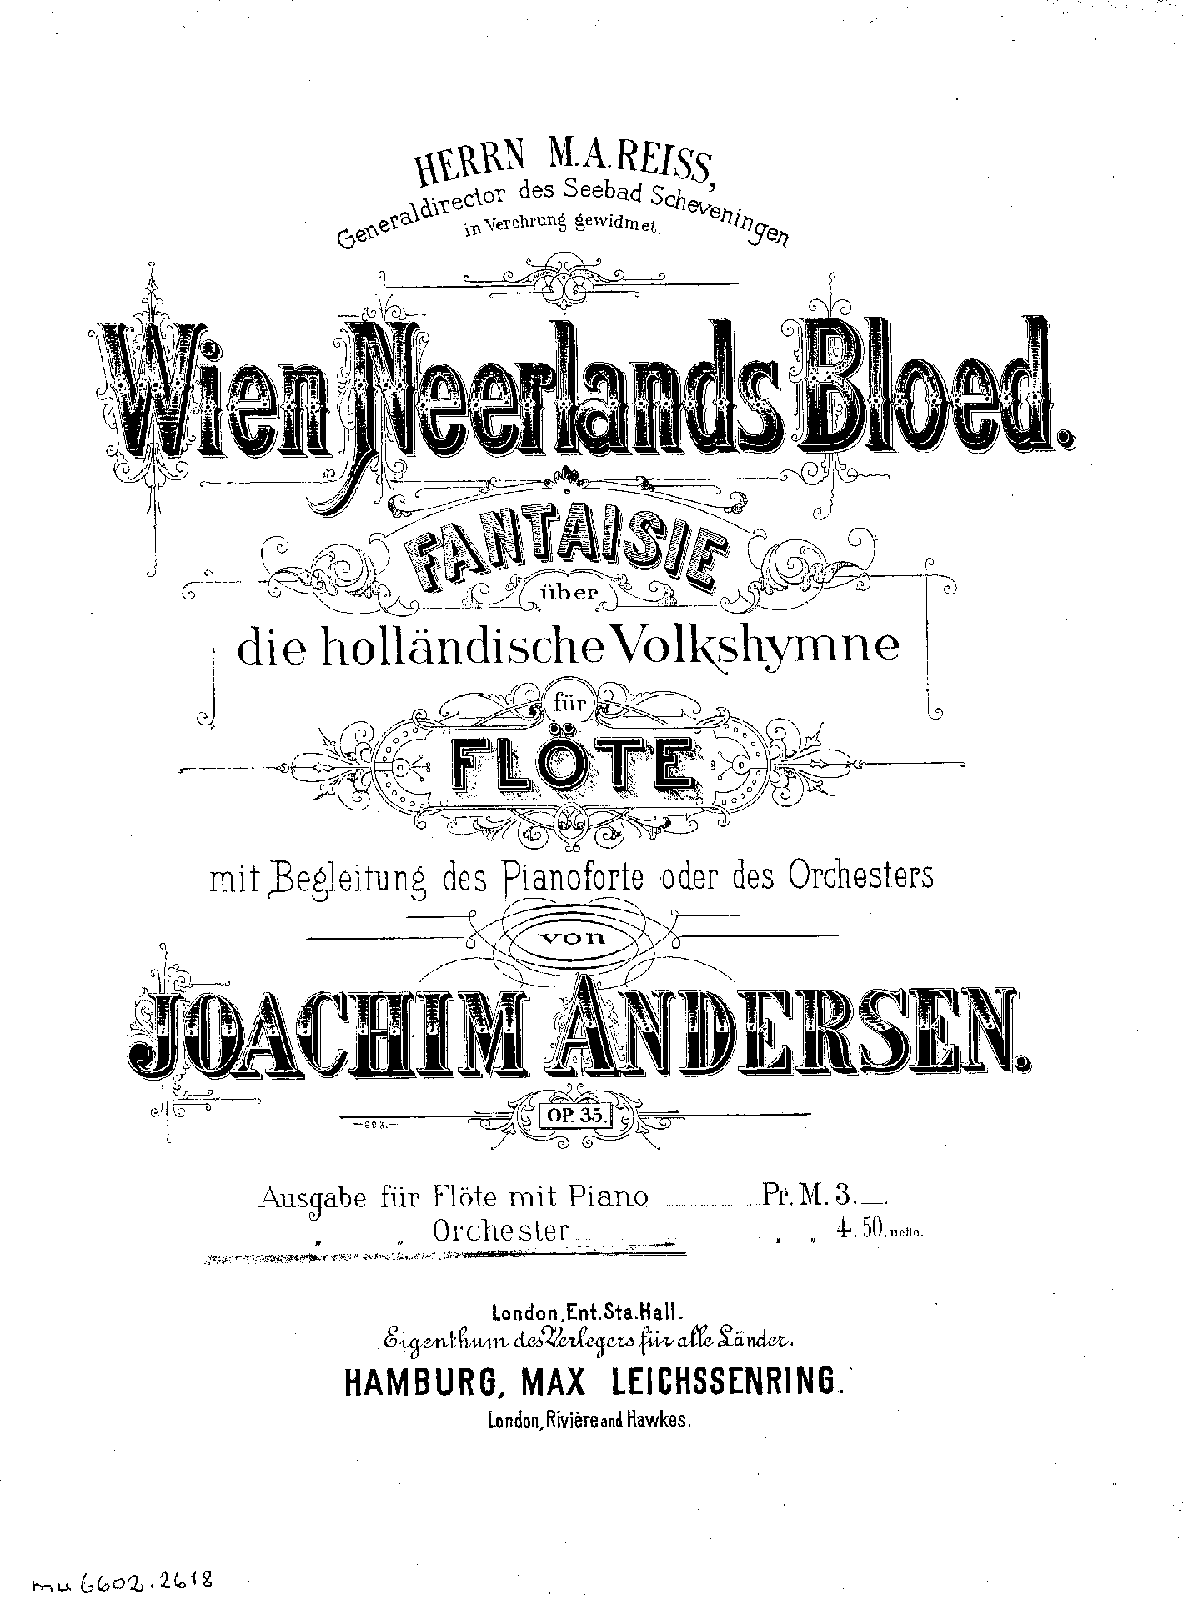 HERRN M.A. REISS,
Generaldirector des Seebad Scheveningen
in Verehrung gewidmet.
Wien Neerlands Bloed.
FANTAISIE
über
die holländische Volkshymne
für
FLÖTE
mit Begleitung des Pianoforte oder des Orchesters
von
JOACHIM ANDERSEN.
OP. 35.
Ausgabe für Flöte mit Piano Pr. M. 3.—.
„ „ Orchester „ „ 4.50. netto.
London, Ent. Sta. Hall.
Eigenthum des Verlegers für alle Länder.
HAMBURG, MAX LEICHSSENRING.
London, Rivière and Hawkes.
mu 6602.2618